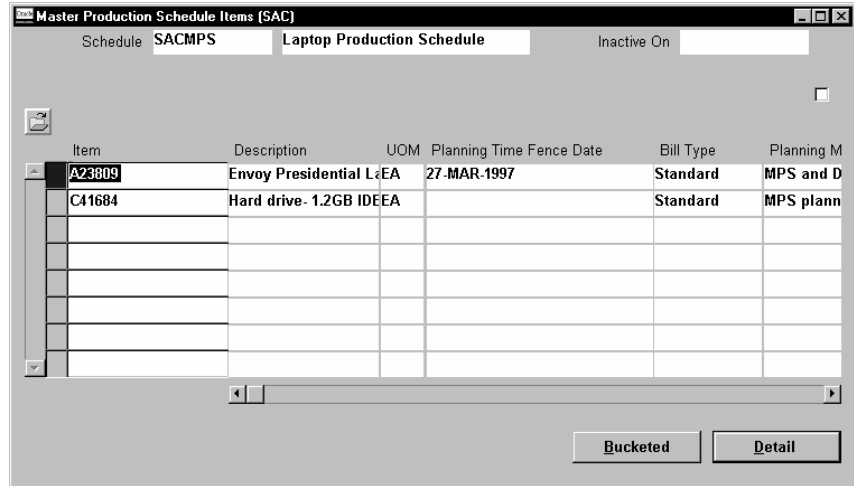 Oracle Master Production Schedule Items (SAC)
Schedule SACMPS Laptop Production Schedule Inactive On
Item Description UOM Planning Time Fence Date Bill Type Planning M
A23809 Envoy Presidential La EA 27-MAR-1997 Standard MPS and D
C41684 Hard drive- 1.2GB IDE EA Standard MPS plann
Bucketed Detail